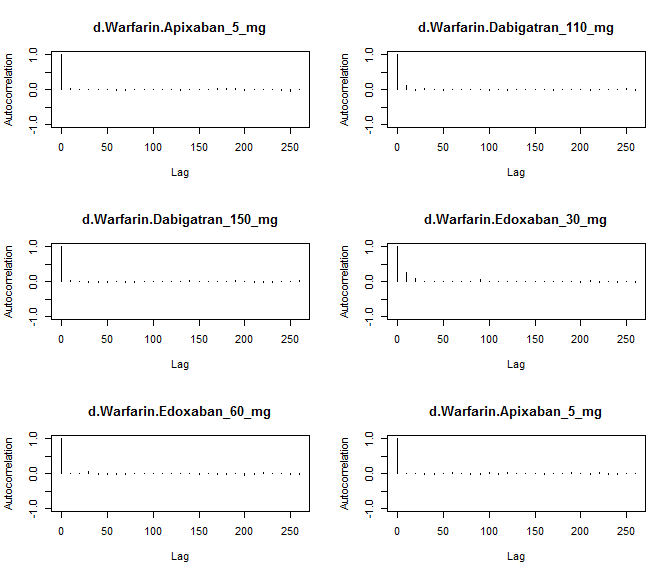 d.Warfarin.Apixaban_5_mg
Autocorrelation
1.0
0.0
-1.0
0 50 100 150 200 250
Lag
d.Warfarin.Dabigatran_110_mg
Autocorrelation
1.0
0.0
-1.0
0 50 100 150 200 250
Lag
d.Warfarin.Dabigatran_150_mg
Autocorrelation
1.0
0.0
-1.0
0 50 100 150 200 250
Lag
d.Warfarin.Edoxaban_30_mg
Autocorrelation
1.0
0.0
-1.0
0 50 100 150 200 250
Lag
d.Warfarin.Edoxaban_60_mg
Autocorrelation
1.0
0.0
-1.0
0 50 100 150 200 250
Lag
d.Warfarin.Apixaban_5_mg
Autocorrelation
1.0
0.0
-1.0
0 50 100 150 200 250
Lag